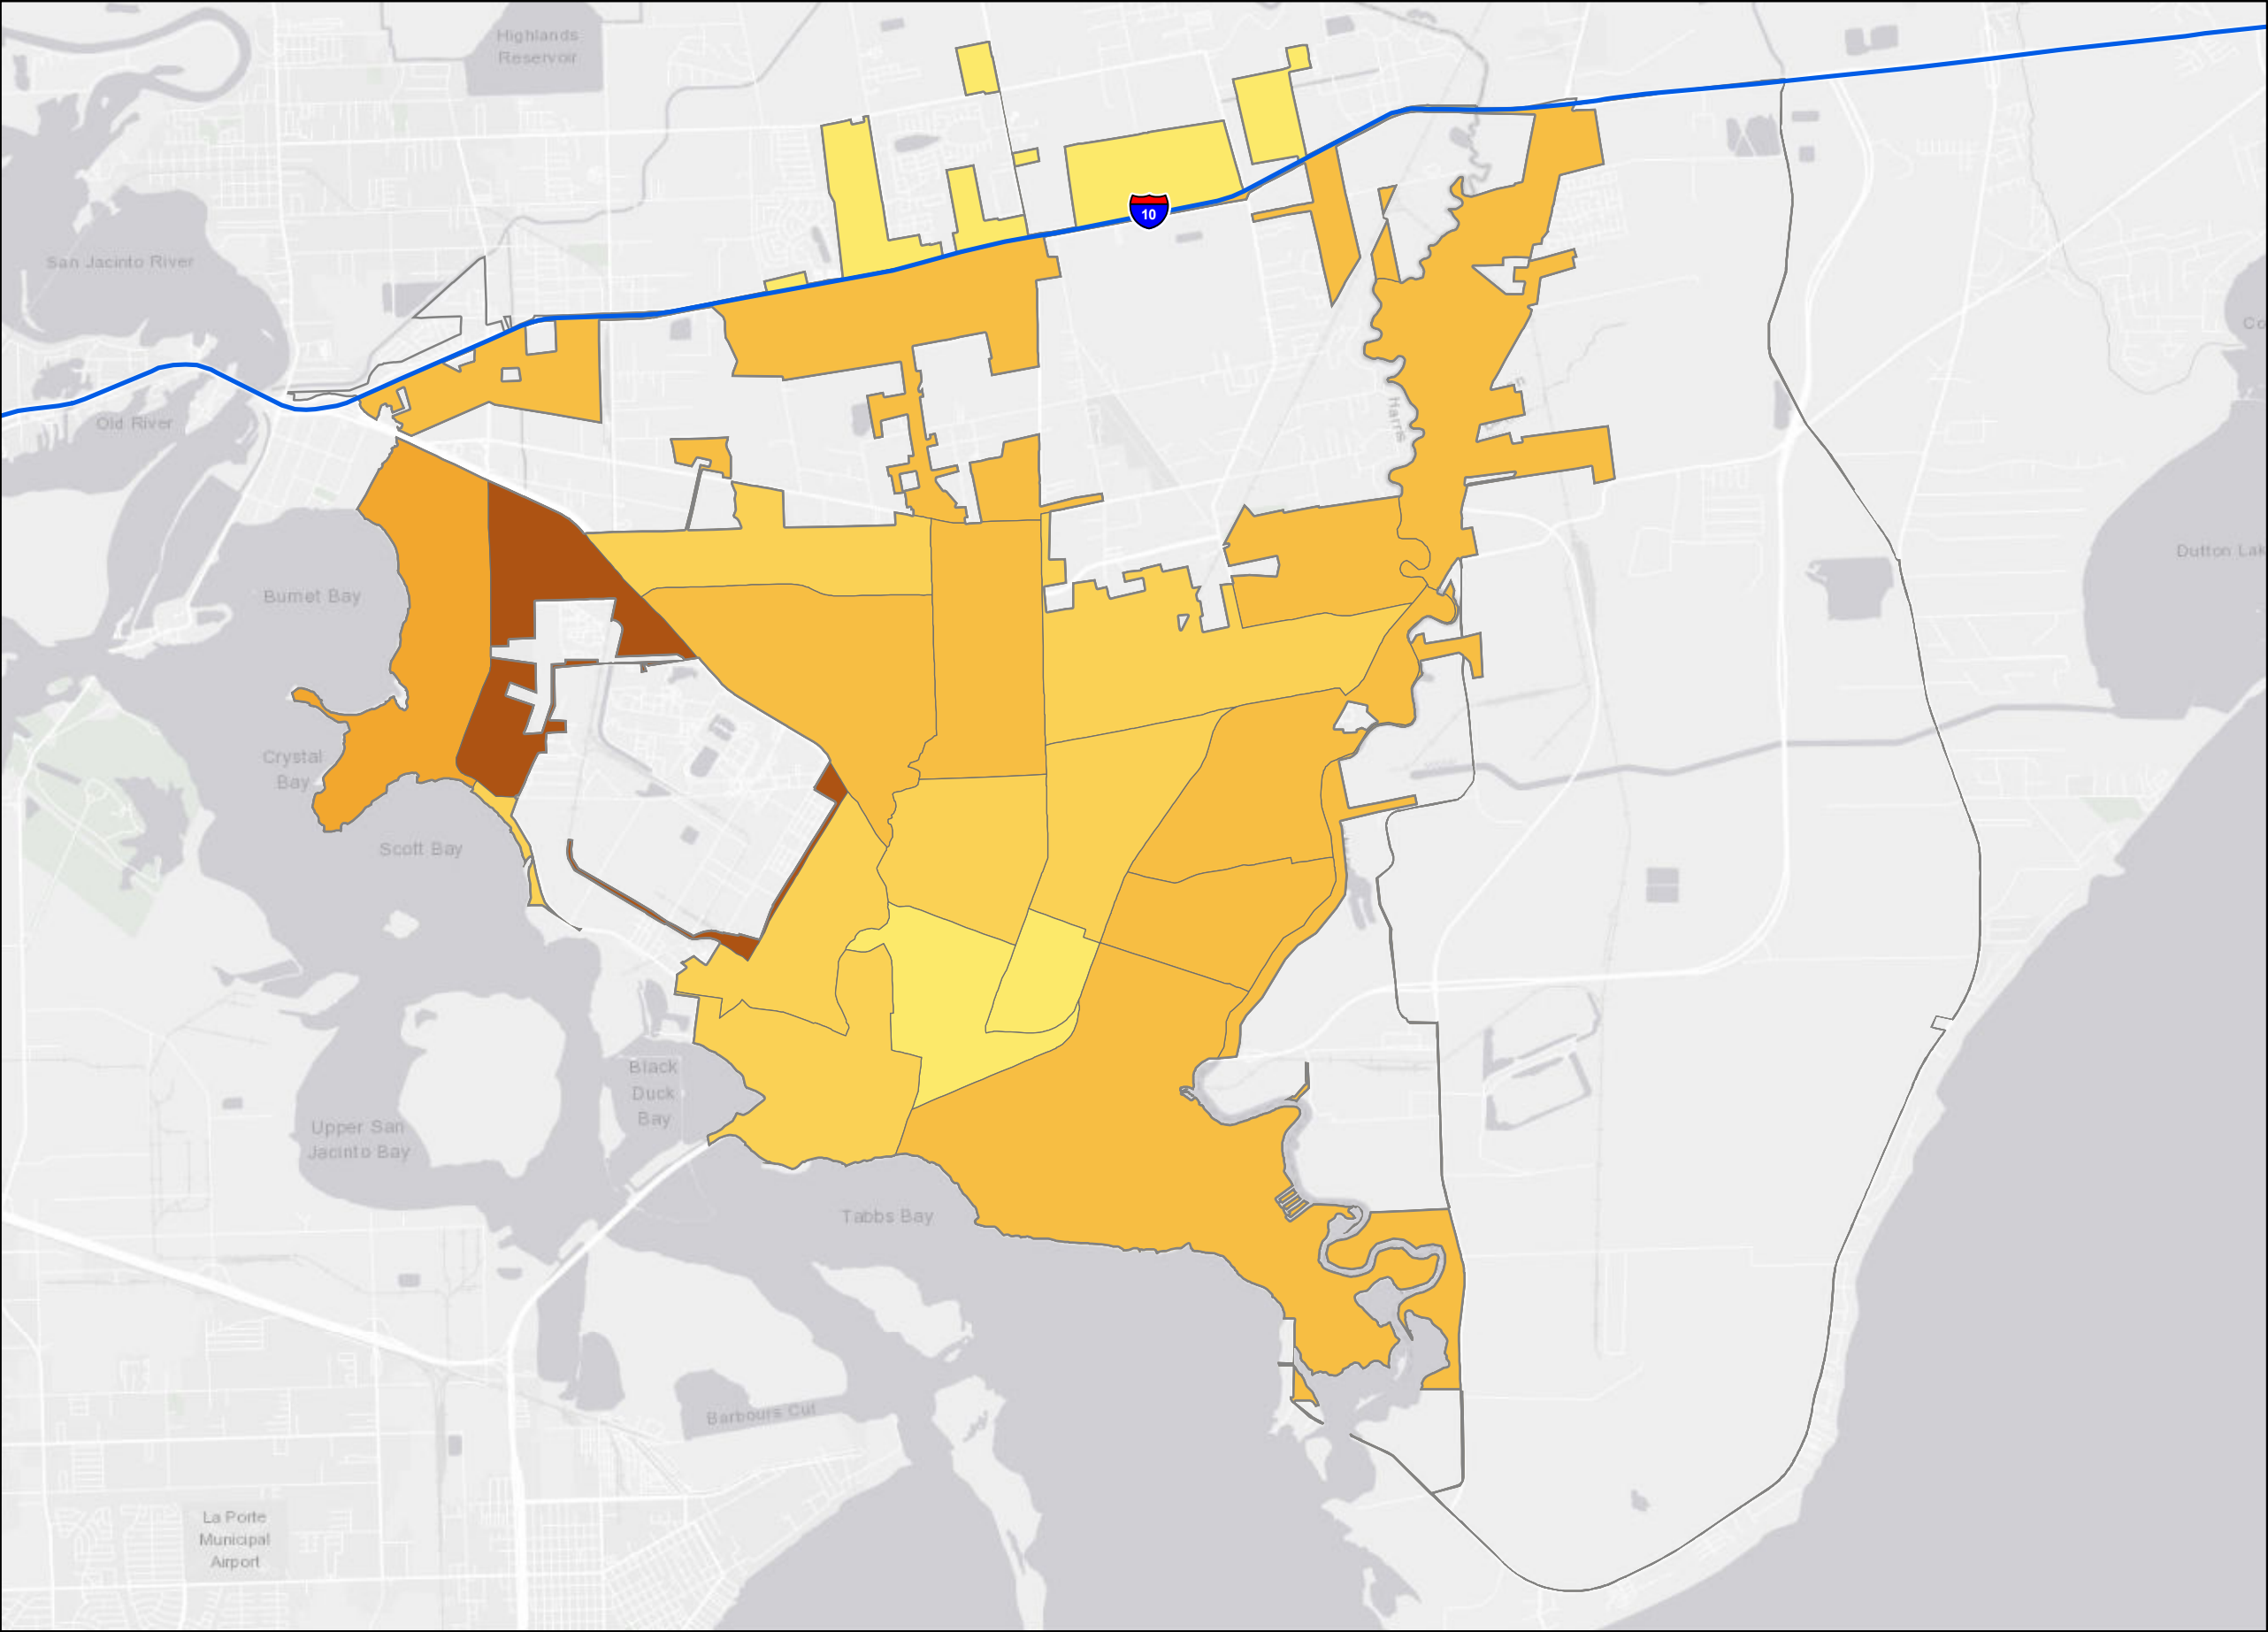 Highlands
Reservoir
10
San Jacinto River
Old River
Harris
Dutton Lak
Burnet Bay
Crystal
Bay
Scott Bay
Black
Duck
Bay
Upper San
Jacinto Bay
Tabbs Bay
Barbours Cut
La Porte
Municipal
Airport
Co